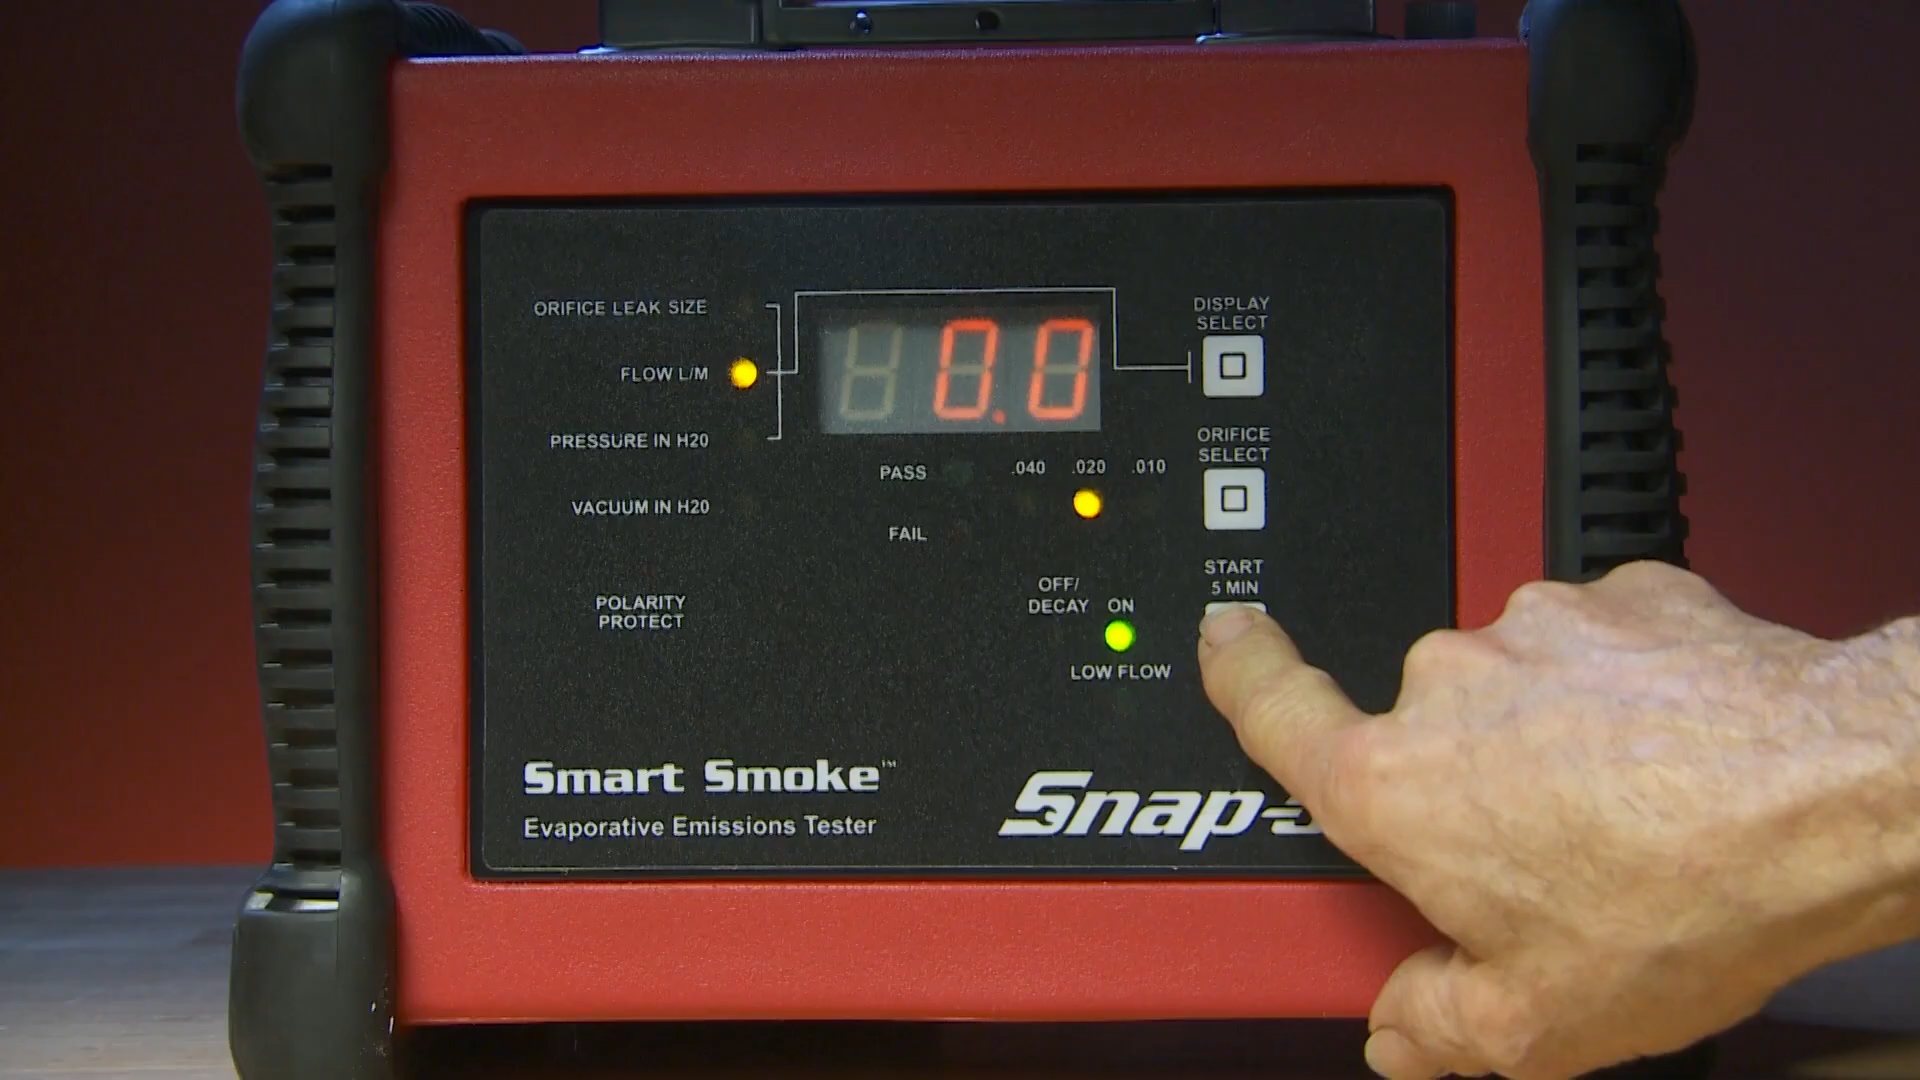 ORIFICE LEAK SIZE
FLOW L/M
PRESSURE IN H20
VACUUM IN H20
POLARITY
PROTECT
0.0
PASS
FAIL
.040 .020 .010
OFF/
DECAY ON
LOW FLOW
DISPLAY
SELECT
ORIFICE
SELECT
START
5 MIN
Smart Smoke™
Evaporative Emissions Tester
Snap-